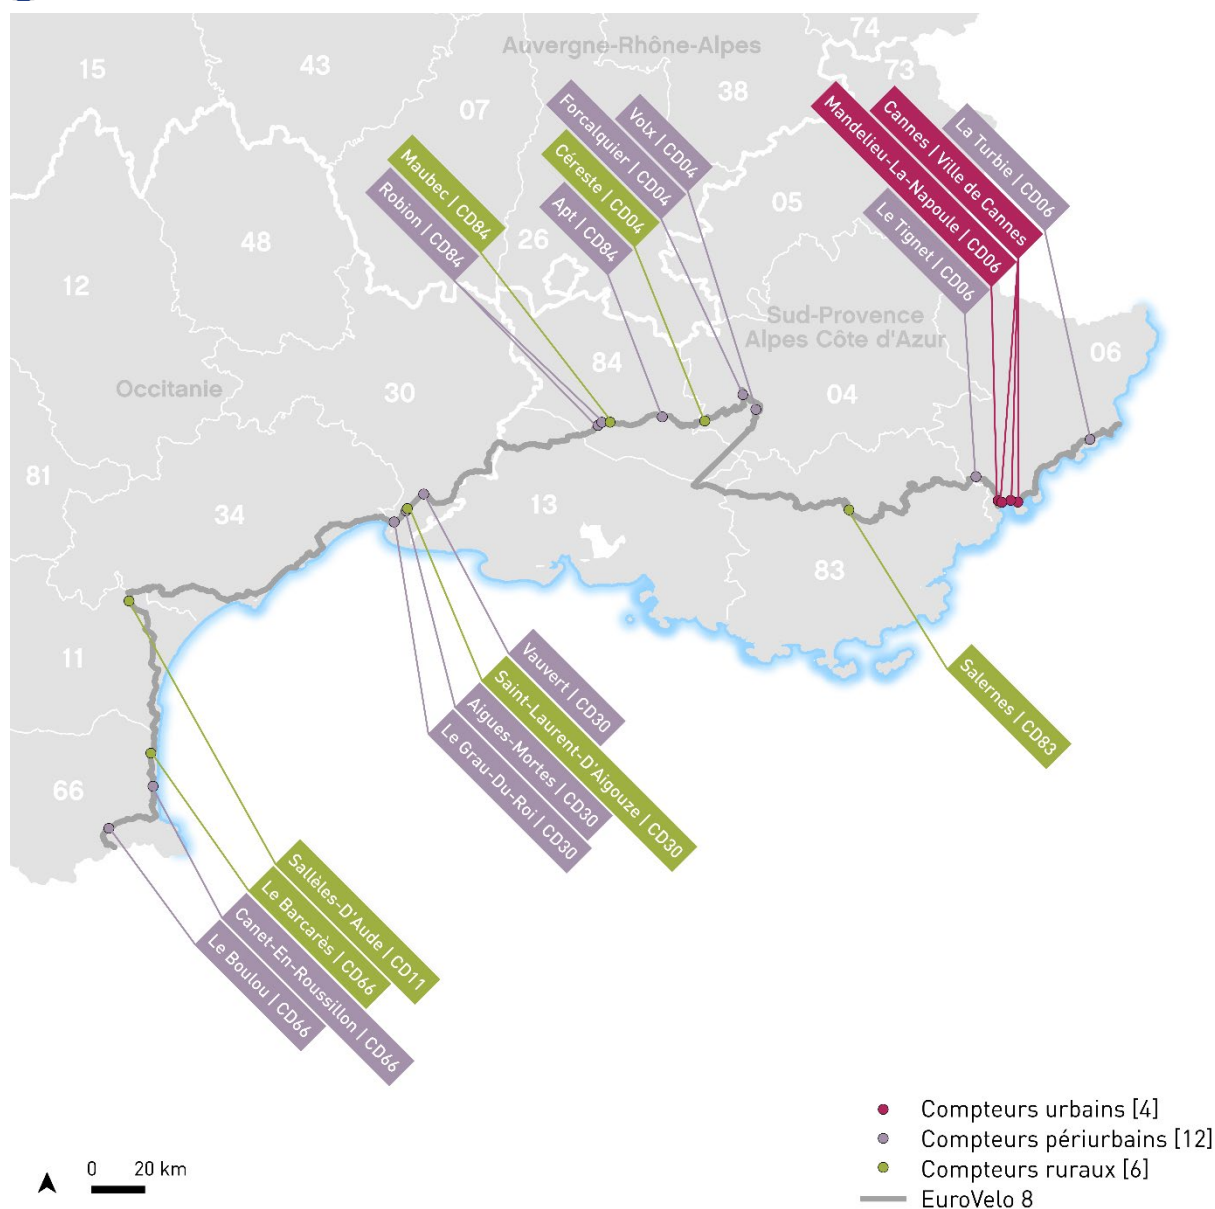 74
Auvergne-Rhône-Alpes
15
43
73
07
38
Maubec | CD84
Robion | CD84
Forcalquier | CD04
Volx | CD04
Céreste | CD04
Apt | CD84
Mandelieu-La-Napoule | CD06
Cannes | Ville de Cannes
La Turbie | CD06
Le Tignet | CD06
05
48
26
12
Sud-Provence
Alpes Côte d'Azur
06
84
Occitanie
30
04
81
34
13
83
11
66
Vauvert | CD30
Saint-Laurent-D'Aigouze | CD30
Aigues-Mortes | CD30
Le Grau-Du-Roi | CD30
Salernes | CD83
Sallèles-D'Aude | CD11
Le Barcarès | CD66
Canet-En-Roussillon | CD66
Le Boulou | CD66
Compteurs urbains [4]
Compteurs périurbains [12]
Compteurs ruraux [6]
EuroVelo 8
0 20 km